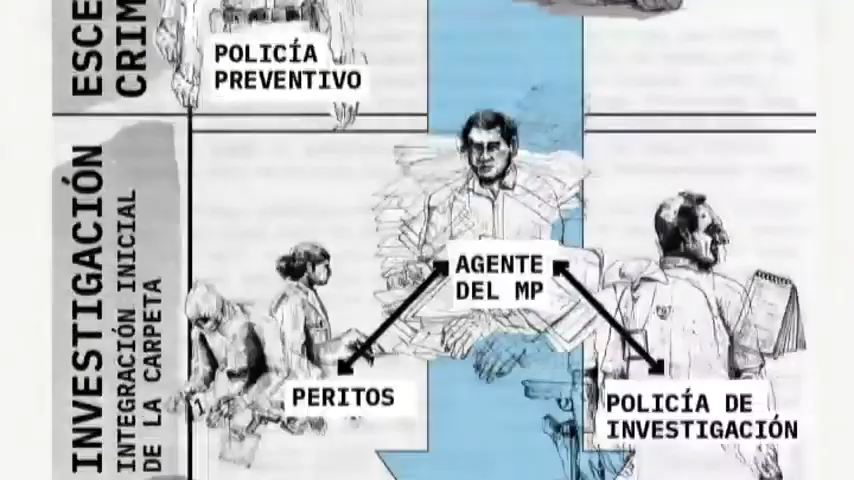 ESCE
CRIM
POLICÍA
PREVENTIVO
INVESTIGACIÓN
INTEGRACIÓN INICIAL
DE LA CARPETA
AGENTE
DEL MP
PERITOS
POLICÍA DE
INVESTIGACIÓN